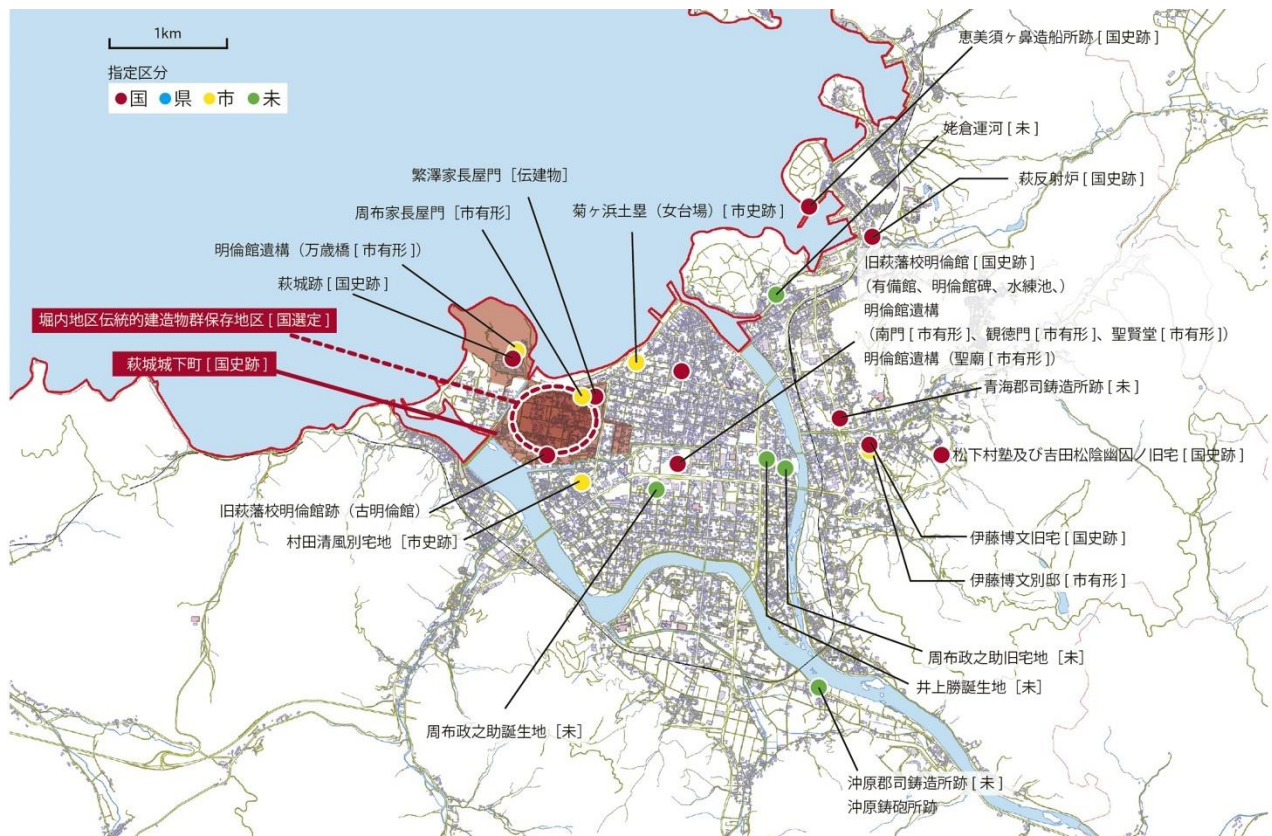 1km
指定区分
国 県 市 未
恵美須ヶ鼻造船所跡 [ 国史跡 ]
姥倉運河 [ 未 ]
萩反射炉 [ 国史跡 ]
繁澤家長屋門 ［伝建物］
周布家長屋門 ［市有形］
菊ヶ浜土塁（女台場）[ 市史跡 ]
明倫館遺構（万歳橋 [ 市有形 ]）
萩城跡 [ 国史跡 ]
堀内地区伝統的建造物群保存地区 [ 国選定 ]
萩城城下町 [ 国史跡 ]
旧萩藩校明倫館 [ 国史跡 ]
（有備館、明倫館碑、水練池、）
明倫館遺構
（南門 [ 市有形 ]、観徳門 [ 市有形 ]、聖賢堂 [ 市有形 ]）
明倫館遺構（聖廟 [ 市有形 ]）
青海郡司鋳造所跡 [ 未 ]
松下村塾及び吉田松陰幽囚ノ旧宅 [ 国史跡 ]
旧萩藩校明倫館跡（古明倫館）
村田清風別宅地 ［市史跡］
伊藤博文旧宅 [ 国史跡 ]
伊藤博文別邸 [ 市有形 ]
周布政之助旧宅地 ［未］
井上勝誕生地 ［未］
周布政之助誕生地 ［未］
沖原郡司鋳造所跡 [ 未 ]
沖原鋳砲所跡